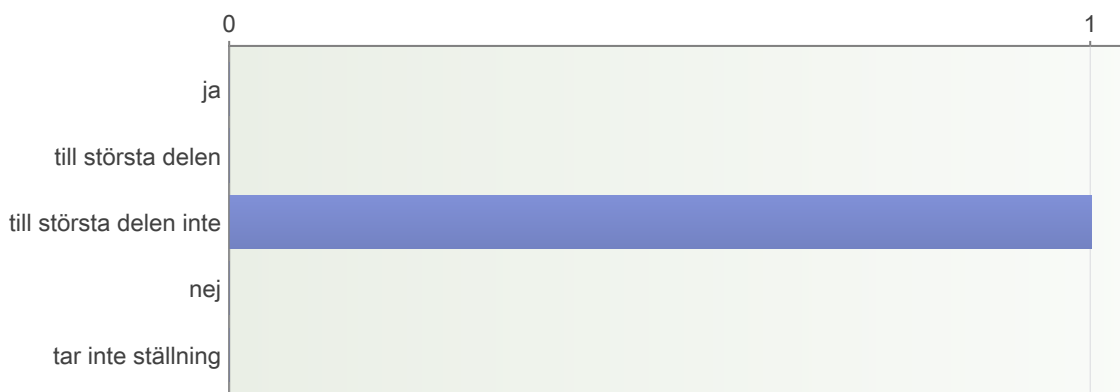 0 1
ja
till största delen
till största delen inte
nej
tar inte ställning